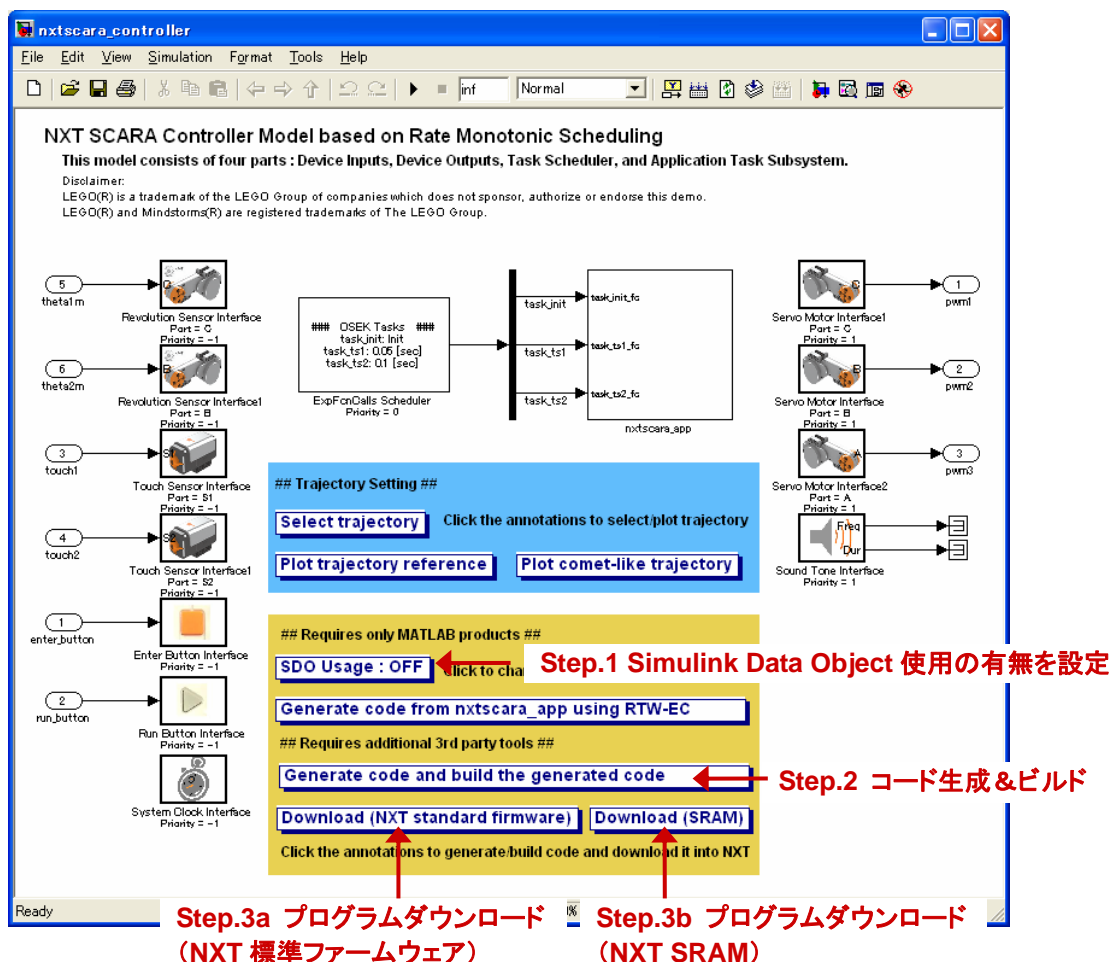 nxtscara_controller
File Edit View Simulation Format Tools Help
inf Normal
NXT SCARA Controller Model based on Rate Monotonic Scheduling
This model consists of four parts : Device Inputs, Device Outputs, Task Scheduler, and Application Task Subsystem.
Disclaimer:
LEGO(R) is a trademark of the LEGO Group of companies which does not sponsor, authorize or endorse this demo.
LEGO(R) and Mindstorms(R) are registered trademarks of The LEGO Group.
5
theta1m
C
Revolution Sensor Interface
Port = C
Priority = -1
6
theta2m
B
Revolution Sensor Interface1
Port = B
Priority = -1
3
touch1
S1
Touch Sensor Interface
Port = S1
Priority = -1
4
touch2
S2
Touch Sensor Interface1
Port = S2
Priority = -1
1
enter_button
Enter Button Interface
Priority = -1
2
run_button
Run Button Interface
Priority = -1
System Clock Interface
Priority = -1
### OSEK Tasks ###
task_init: Init
task_ts1: 0.05 [sec]
task_ts2: 0.1 [sec]
ExpFcnCalls Scheduler
Priority = 0
task_init
task_ts1
task_ts2
task_init_fc
task_ts1_fc
task_ts2_fc
nxtscara_app
C
1
pwm1
Servo Motor Interface1
Port = C
Priority = 1
B
2
pwm2
Servo Motor Interface
Port = B
Priority = 1
A
3
pwm3
Servo Motor Interface2
Port = A
Priority = 1
Freq
Dur
Sound Tone Interface
Priority = 1
## Trajectory Setting ##
Select trajectory Click the annotations to select/plot trajectory
Plot trajectory reference Plot comet-like trajectory
## Requires only MATLAB products ##
SDO Usage : OFF Click to cha
Step.1 Simulink Data Object 使用の有無を設定
Generate code from nxtscara_app using RTW-EC
## Requires additional 3rd party tools ##
Generate code and build the generated code
Step.2 コード生成&ビルド
Download (NXT standard firmware) Download (SRAM)
Click the annotations to generate/build code and download it into NXT
Ready
%
Step.3a プログラムダウンロード
(NXT 標準ファームウェア)
Step.3b プログラムダウンロード
(NXT SRAM)